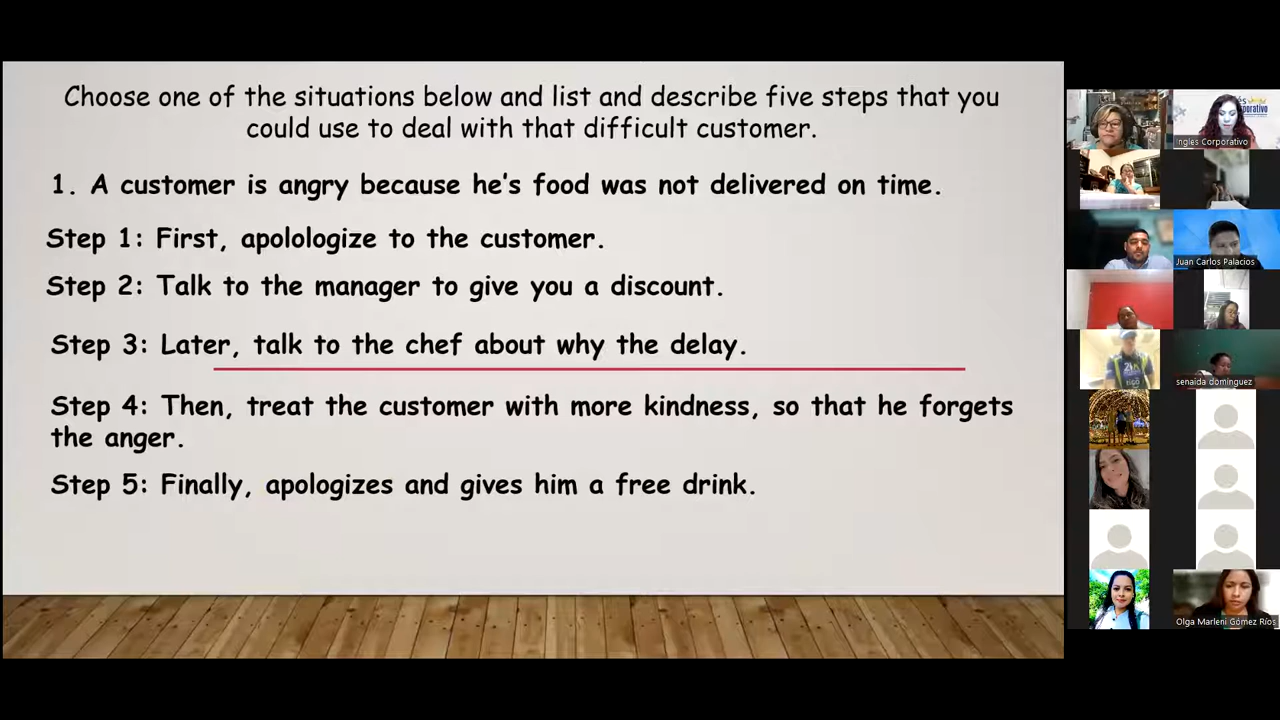 Choose one of the situations below and list and describe five steps that you
could use to deal with that difficult customer.
1. A customer is angry because he's food was not delivered on time.
Step 1: First, apolologize to the customer.
Step 2: Talk to the manager to give you a discount.
Step 3: Later, talk to the chef about why the delay.
Step 4: Then, treat the customer with more kindness, so that he forgets
the anger.
Step 5: Finally, apologizes and gives him a free drink.
Ingles Corporativo
Juan Carlos Palacios
senaida dominguez
Olga Marleni Gómez Ríos